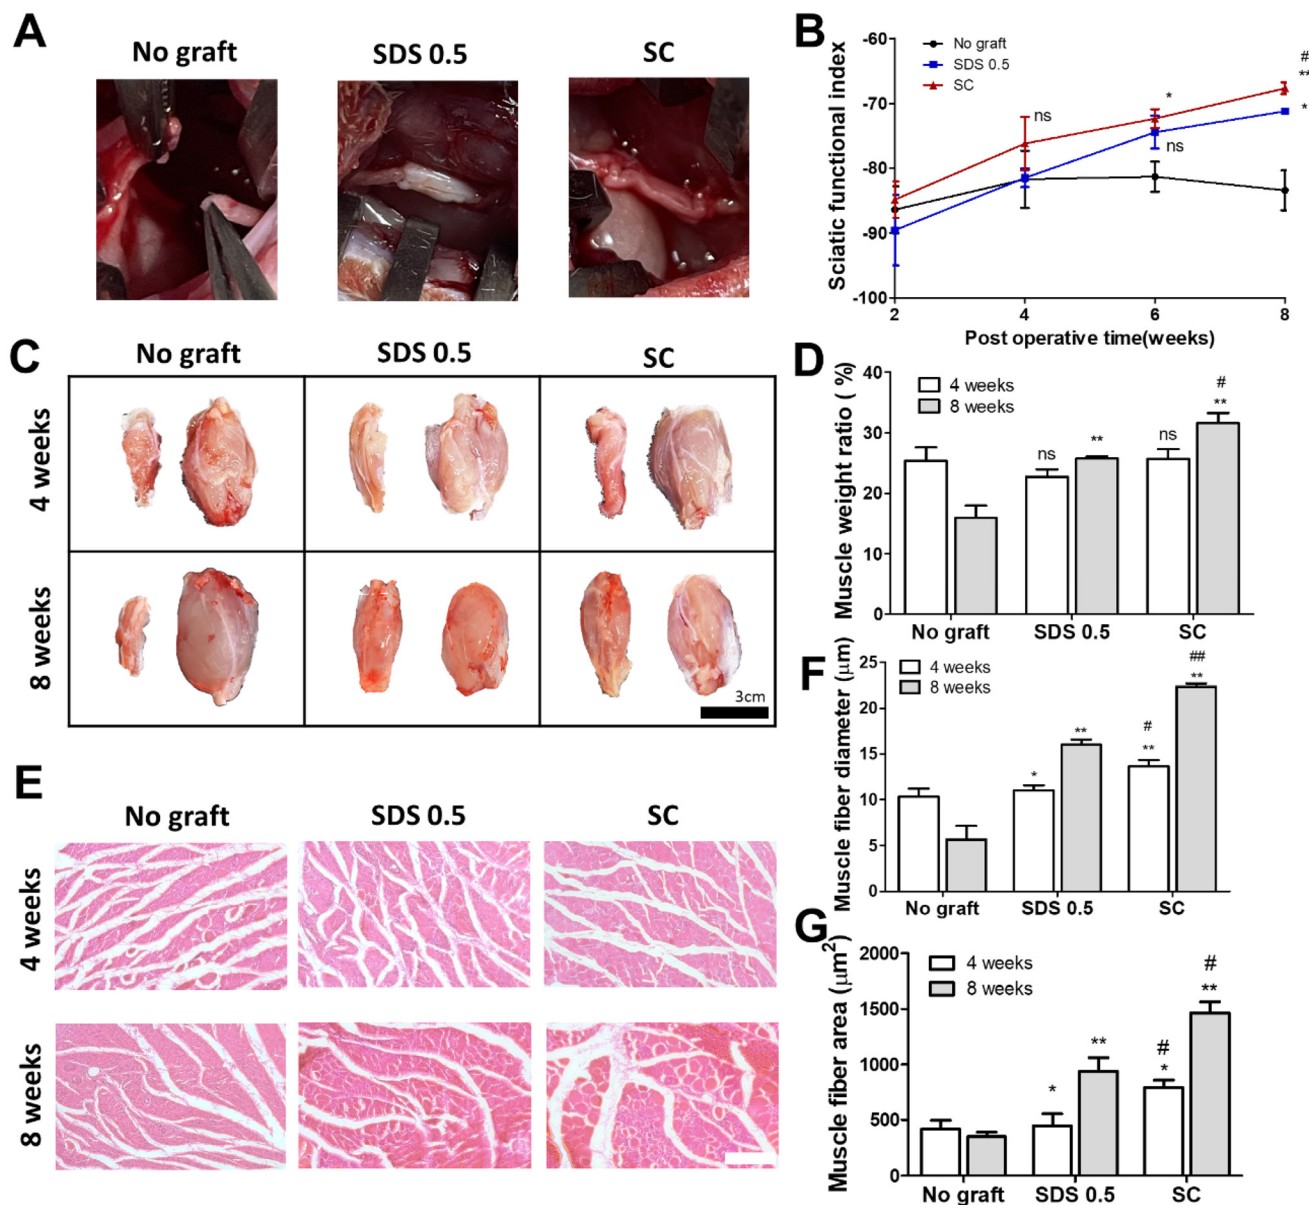 A
No graft
SDS 0.5
SC
B
Sciatic functional index
-60
-70
-80
-90
-100
No graft
SDS 0.5
SC
ns
*
ns
#
**
*
2
4
6
8
Post operative time(weeks)
C
No graft
SDS 0.5
SC
4 weeks
8 weeks
3cm
D
Muscle weight ratio ( %)
40
30
20
10
0
4 weeks
8 weeks
ns
**
ns
#
**
No graft
SDS 0.5
SC
E
No graft
SDS 0.5
SC
4 weeks
8 weeks
F
Muscle fiber diameter (μm)
25
20
15
10
5
0
4 weeks
8 weeks
*
**
#
**
##
**
No graft
SDS 0.5
SC
G
Muscle fiber area (μm²)
2000
1500
1000
500
0
4 weeks
8 weeks
*
**
#
*
#
**
No graft
SDS 0.5
SC